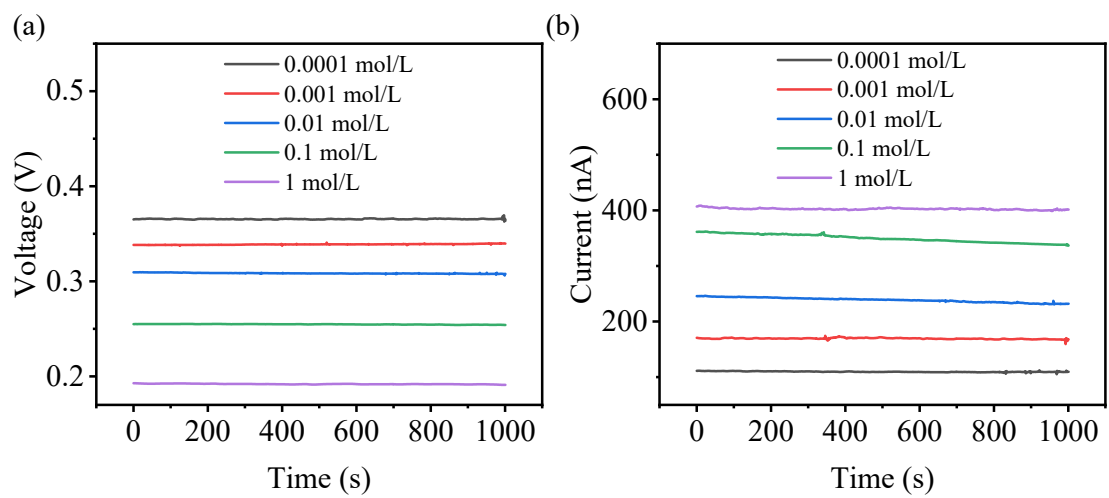 (a)
0.0001 mol/L
0.001 mol/L
0.01 mol/L
0.1 mol/L
1 mol/L
0.5
0.4
0.3
0.2
Voltage (V)
0 200 400 600 800 1000
Time (s)
(b)
0.0001 mol/L
0.001 mol/L
0.01 mol/L
0.1 mol/L
1 mol/L
600
400
200
Current (nA)
0 200 400 600 800 1000
Time (s)